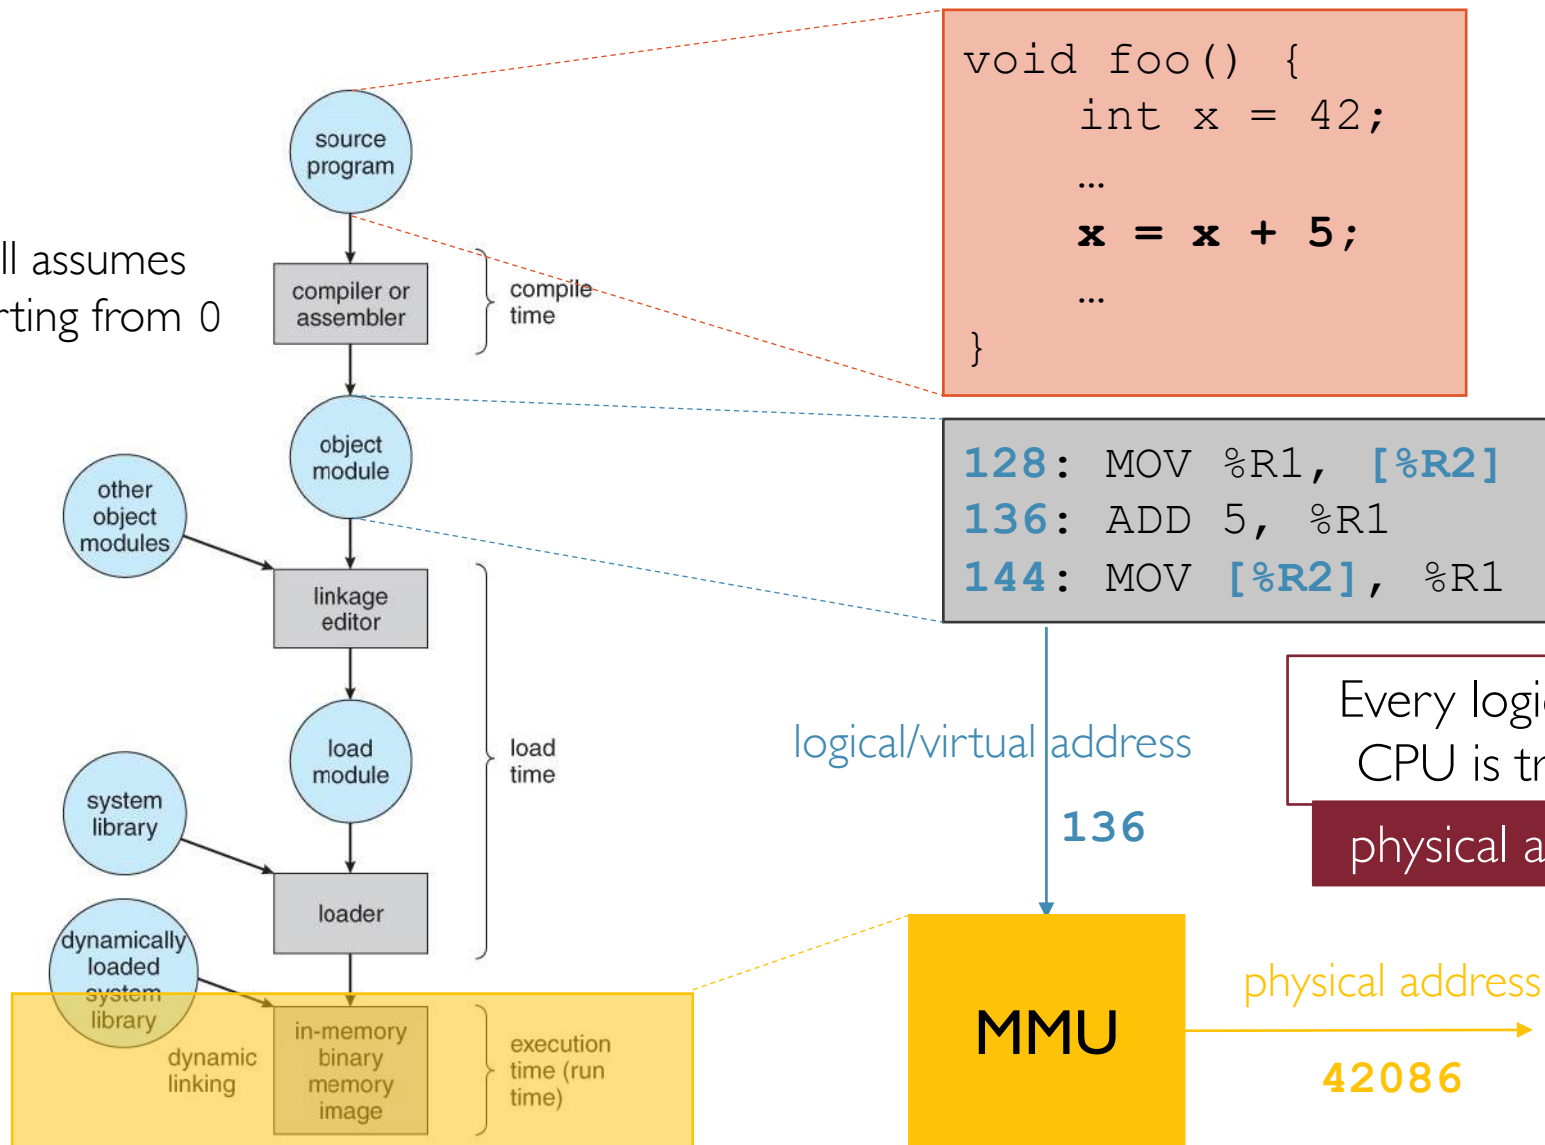 void foo() {
int x = 42;
…
x = x + 5;
…
}
source
program
ll assumes
rting from 0
compiler or
assembler
compile
time
object
module
other
object
modules
128: MOV %R1, [%R2]
136: ADD 5, %R1
144: MOV [%R2], %R1
linkage
editor
load
module
load
time
system
library
loader
logical/virtual address
136
Every logic
CPU is tr
physical a
dynamically
loaded
system
library
dynamic
linking
in-memory
binary
memory
image
execution
time (run
time)
MMU
physical address
42086